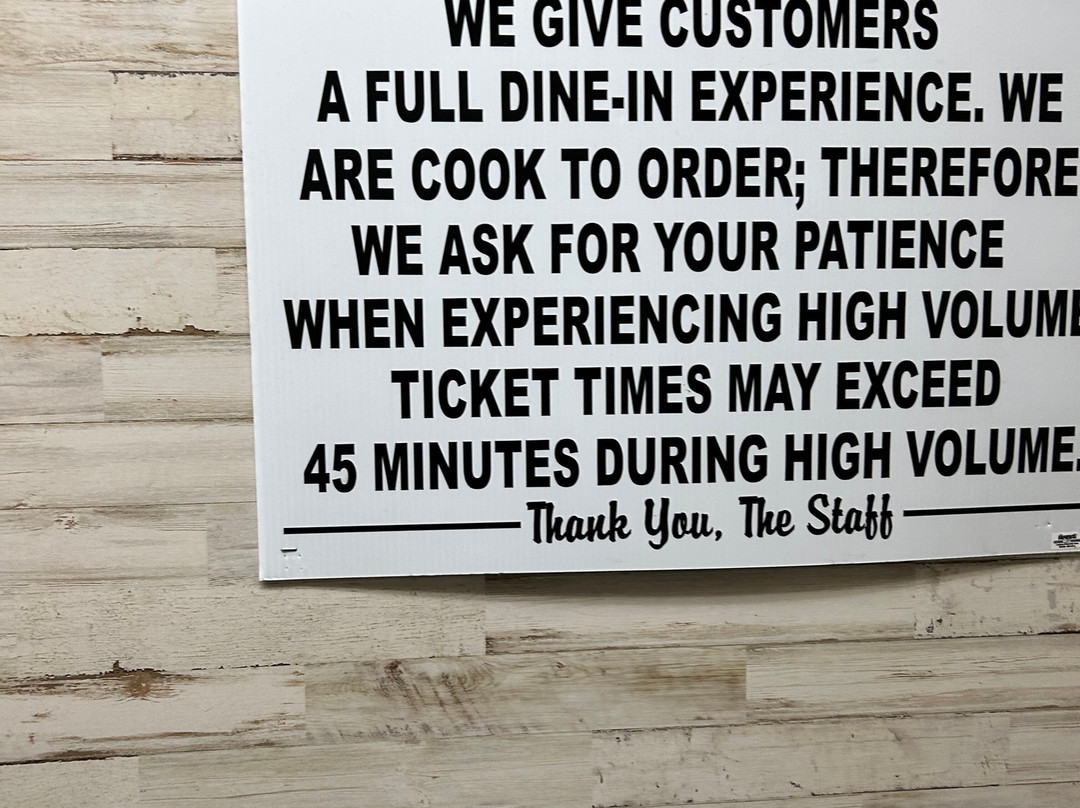 WE GIVE CUSTOMERS
A FULL DINE-IN EXPERIENCE. WE
ARE COOK TO ORDER; THEREFORE
WE ASK FOR YOUR PATIENCE
WHEN EXPERIENCING HIGH VOLUME
TICKET TIMES MAY EXCEED
45 MINUTES DURING HIGH VOLUME.
Thank You, The Staff